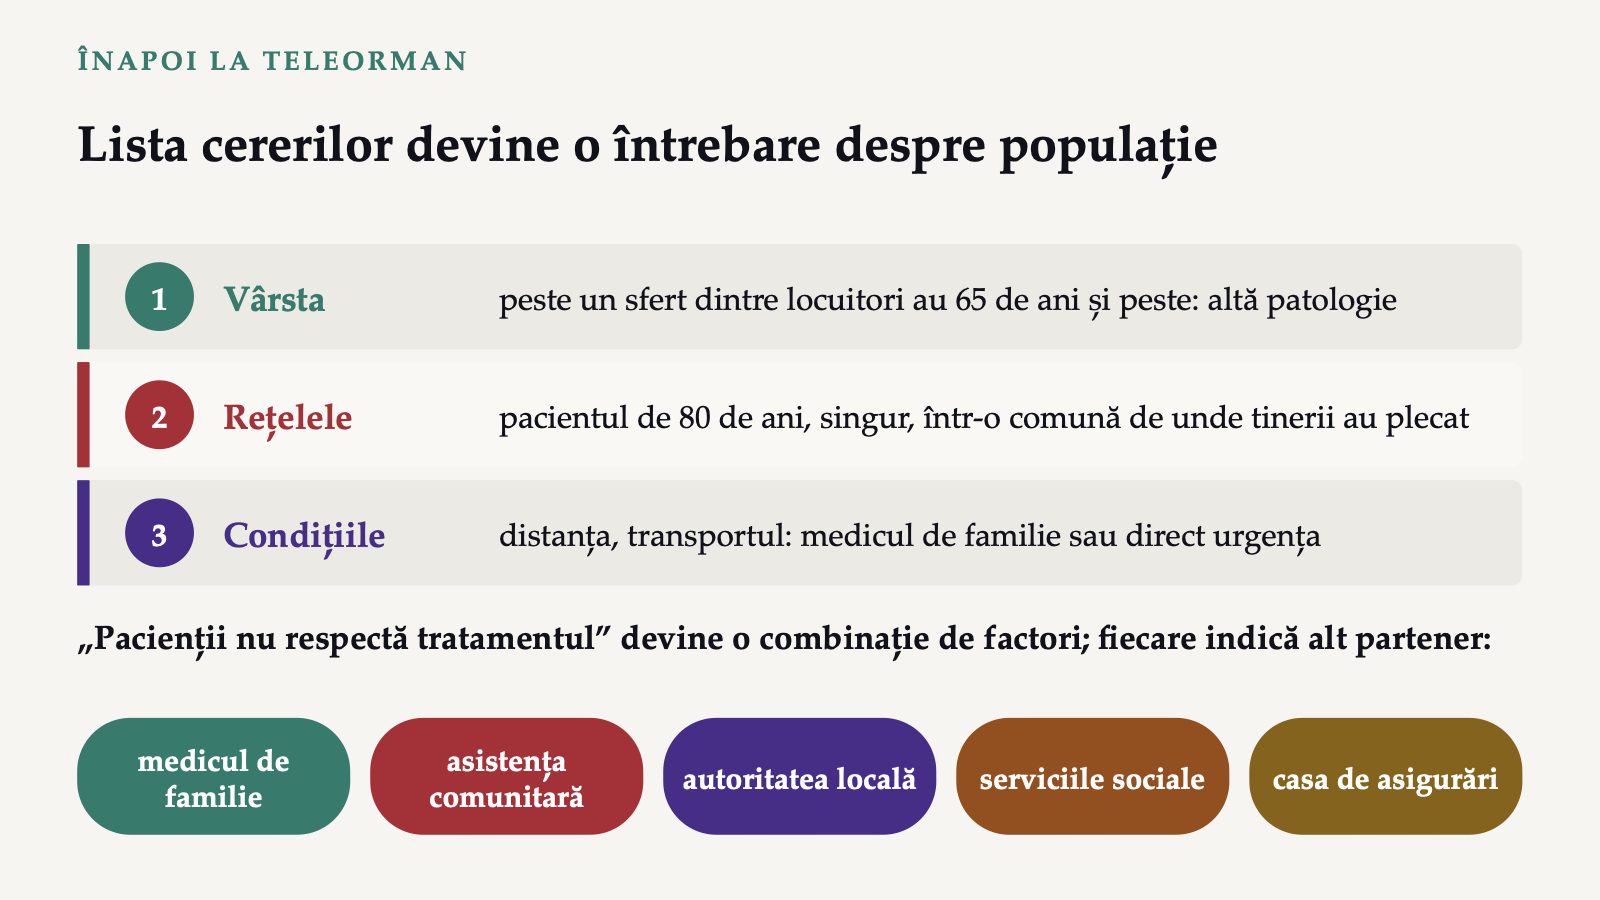 ÎNAPOI LA TELEORMAN
Lista cererilor devine o întrebare despre populație
1 Vârsta peste un sfert dintre locuitori au 65 de ani și peste: altă patologie
2 Rețelele pacientul de 80 de ani, singur, într-o comună de unde tinerii au plecat
3 Condițiile distanța, transportul: medicul de familie sau direct urgența
„Pacienții nu respectă tratamentul” devine o combinație de factori; fiecare indică alt partener:
medicul de
familie
asistența
comunitară
autoritatea locală
serviciile sociale
casa de asigurări